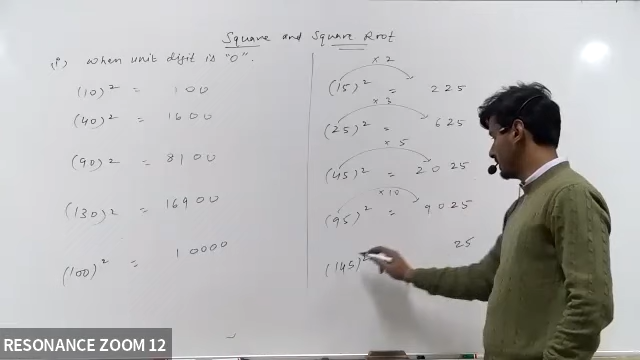 Square and Square Root
(i) when unit digit is "0".
(10)² = 100
(40)² = 1600
(90)² = 8100
(130)² = 16900
(100)² = 10000
×2
(15)² = 225
×3
(25)² = 625
×5
(45)² = 2025
×10
(95)² = 9025
(145)² 25
RESONANCE ZOOM 12